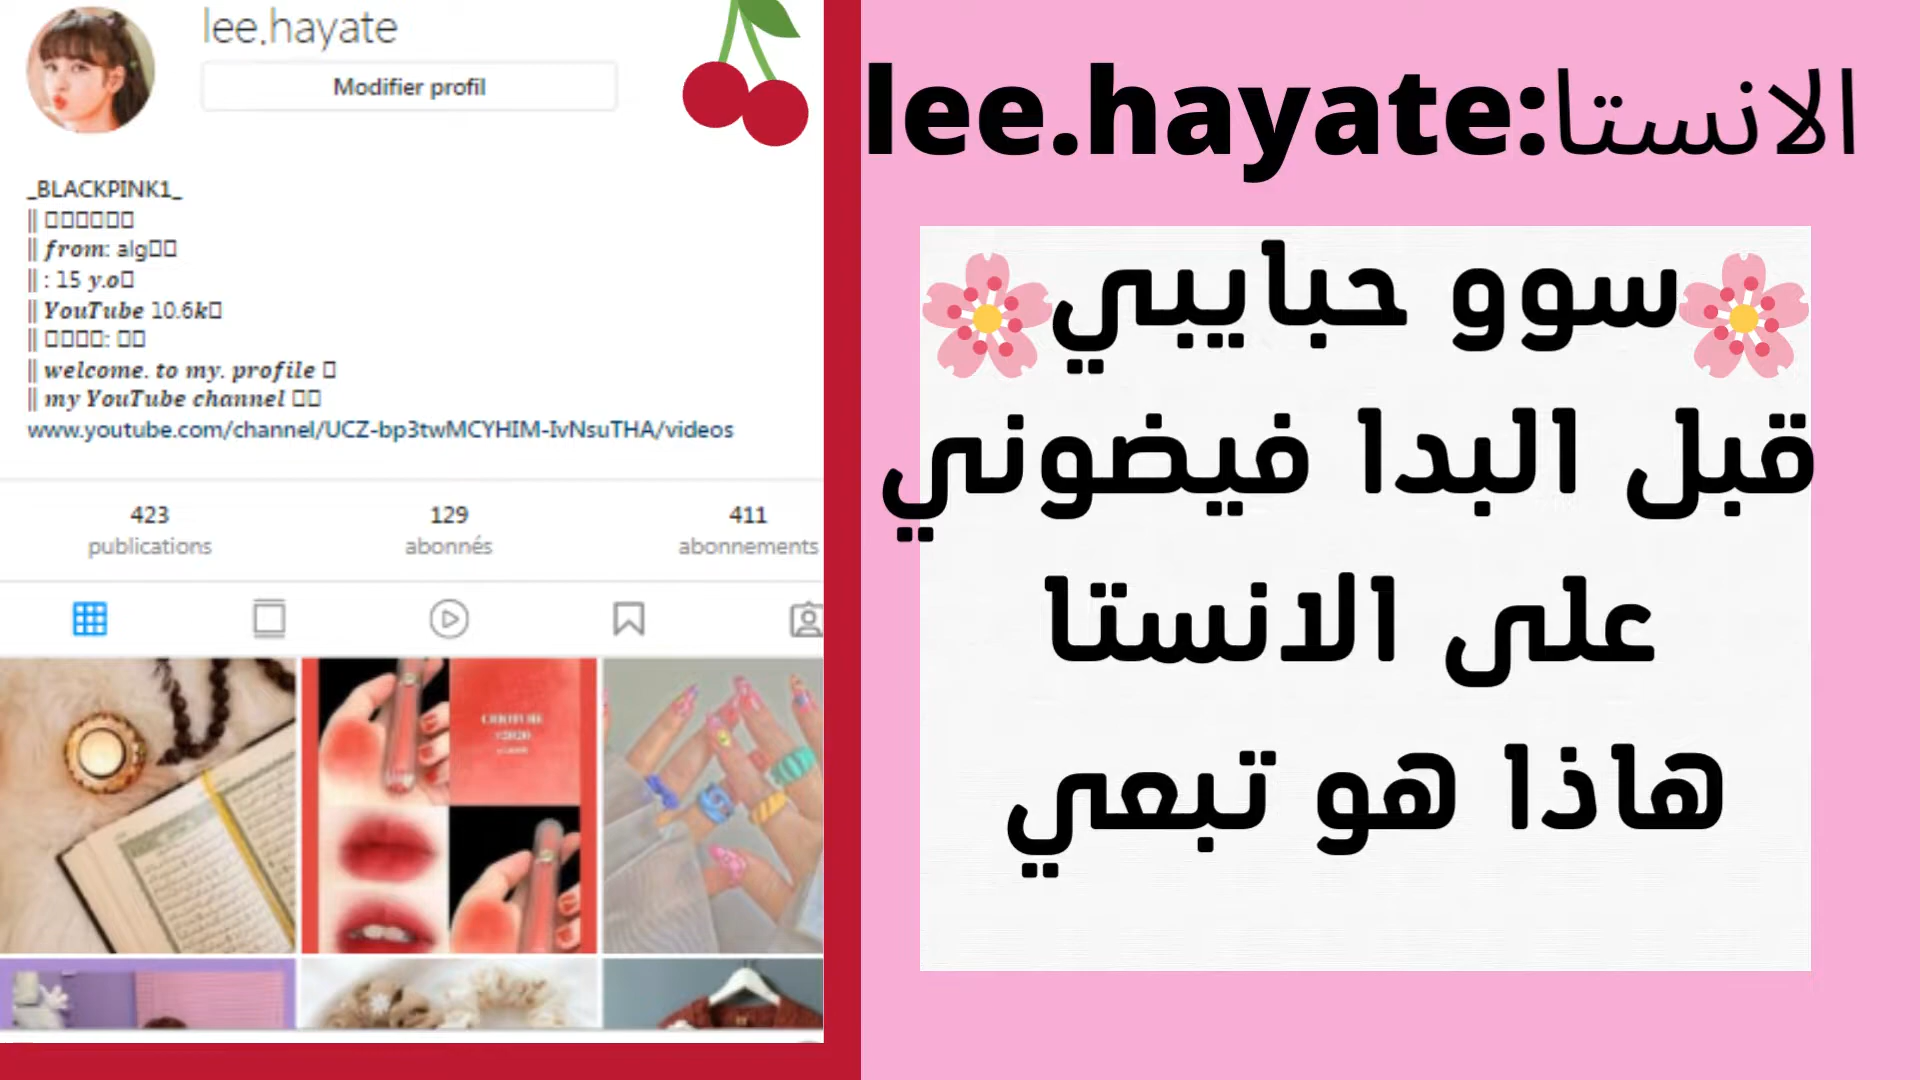 lee.hayate
Modifier profil
_BLACKPINK1_
from: alg
: 15 y.o
YouTube 10.6k
welcome. to my. profile
my YouTube channel
www.youtube.com/channel/UCZ-bp3twMCYHIM-IvNsuTHA/videos
423
publications
129
abonnés
411
abonnements
lee.hayate:الانستا
سوو حبايبي
قبل البدا فيضوني
على الانستا
هاذا هو تبعي